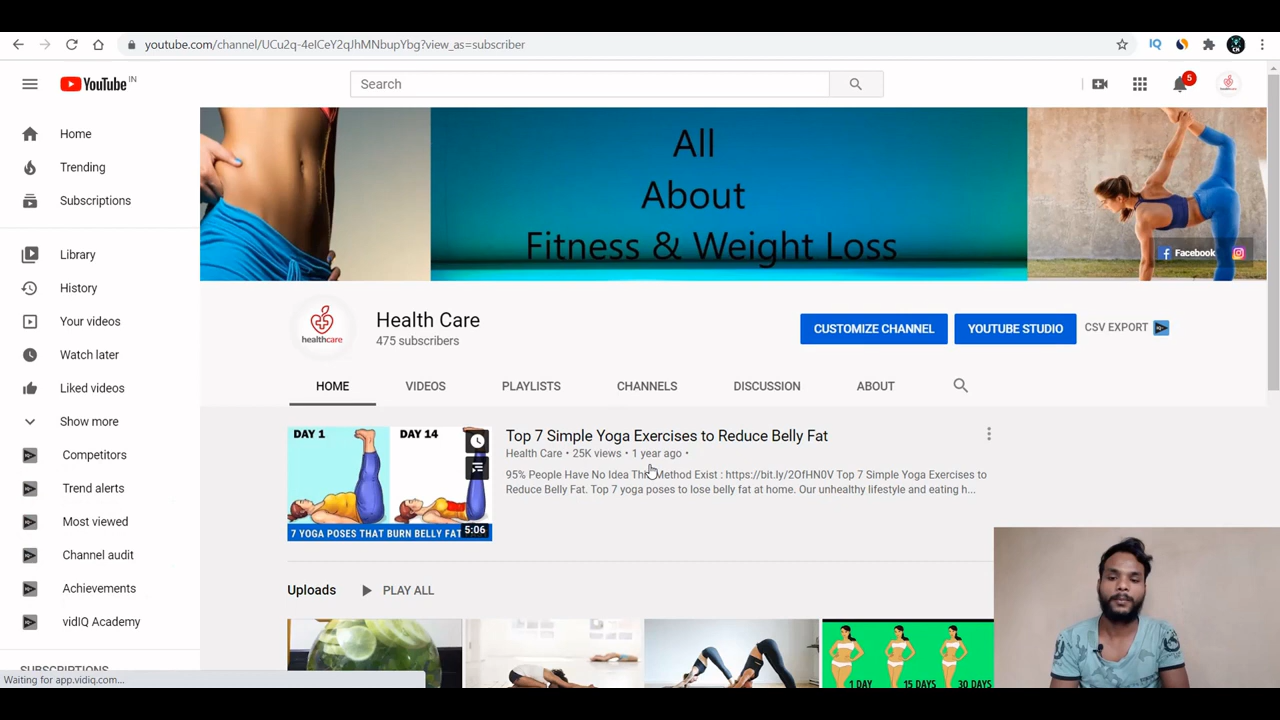 youtube.com/channel/UCu2q-4eICeY2qJhMNbupYbg?view_as=subscriber
IQ
CH
YouTube IN
Search
5
healthcare
Home
Trending
Subscriptions
Library
History
Your videos
Watch later
Liked videos
Show more
Competitors
Trend alerts
Most viewed
Channel audit
Achievements
vidIQ Academy
SUBSCRIPTIONS
Waiting for app.vidiq.com...
All
About
Fitness & Weight Loss
Facebook
healthcare
Health Care
475 subscribers
CUSTOMIZE CHANNEL
YOUTUBE STUDIO
CSV EXPORT
HOME VIDEOS PLAYLISTS CHANNELS DISCUSSION ABOUT
DAY 1 DAY 14
7 YOGA POSES THAT BURN BELLY FAT
5:06
Top 7 Simple Yoga Exercises to Reduce Belly Fat
Health Care • 25K views • 1 year ago •
95% People Have No Idea This Method Exist : https://bit.ly/2OfHN0V Top 7 Simple Yoga Exercises to
Reduce Belly Fat. Top 7 yoga poses to lose belly fat at home. Our unhealthy lifestyle and eating h...
Uploads PLAY ALL
1 DAY 15 DAYS 30 DAYS